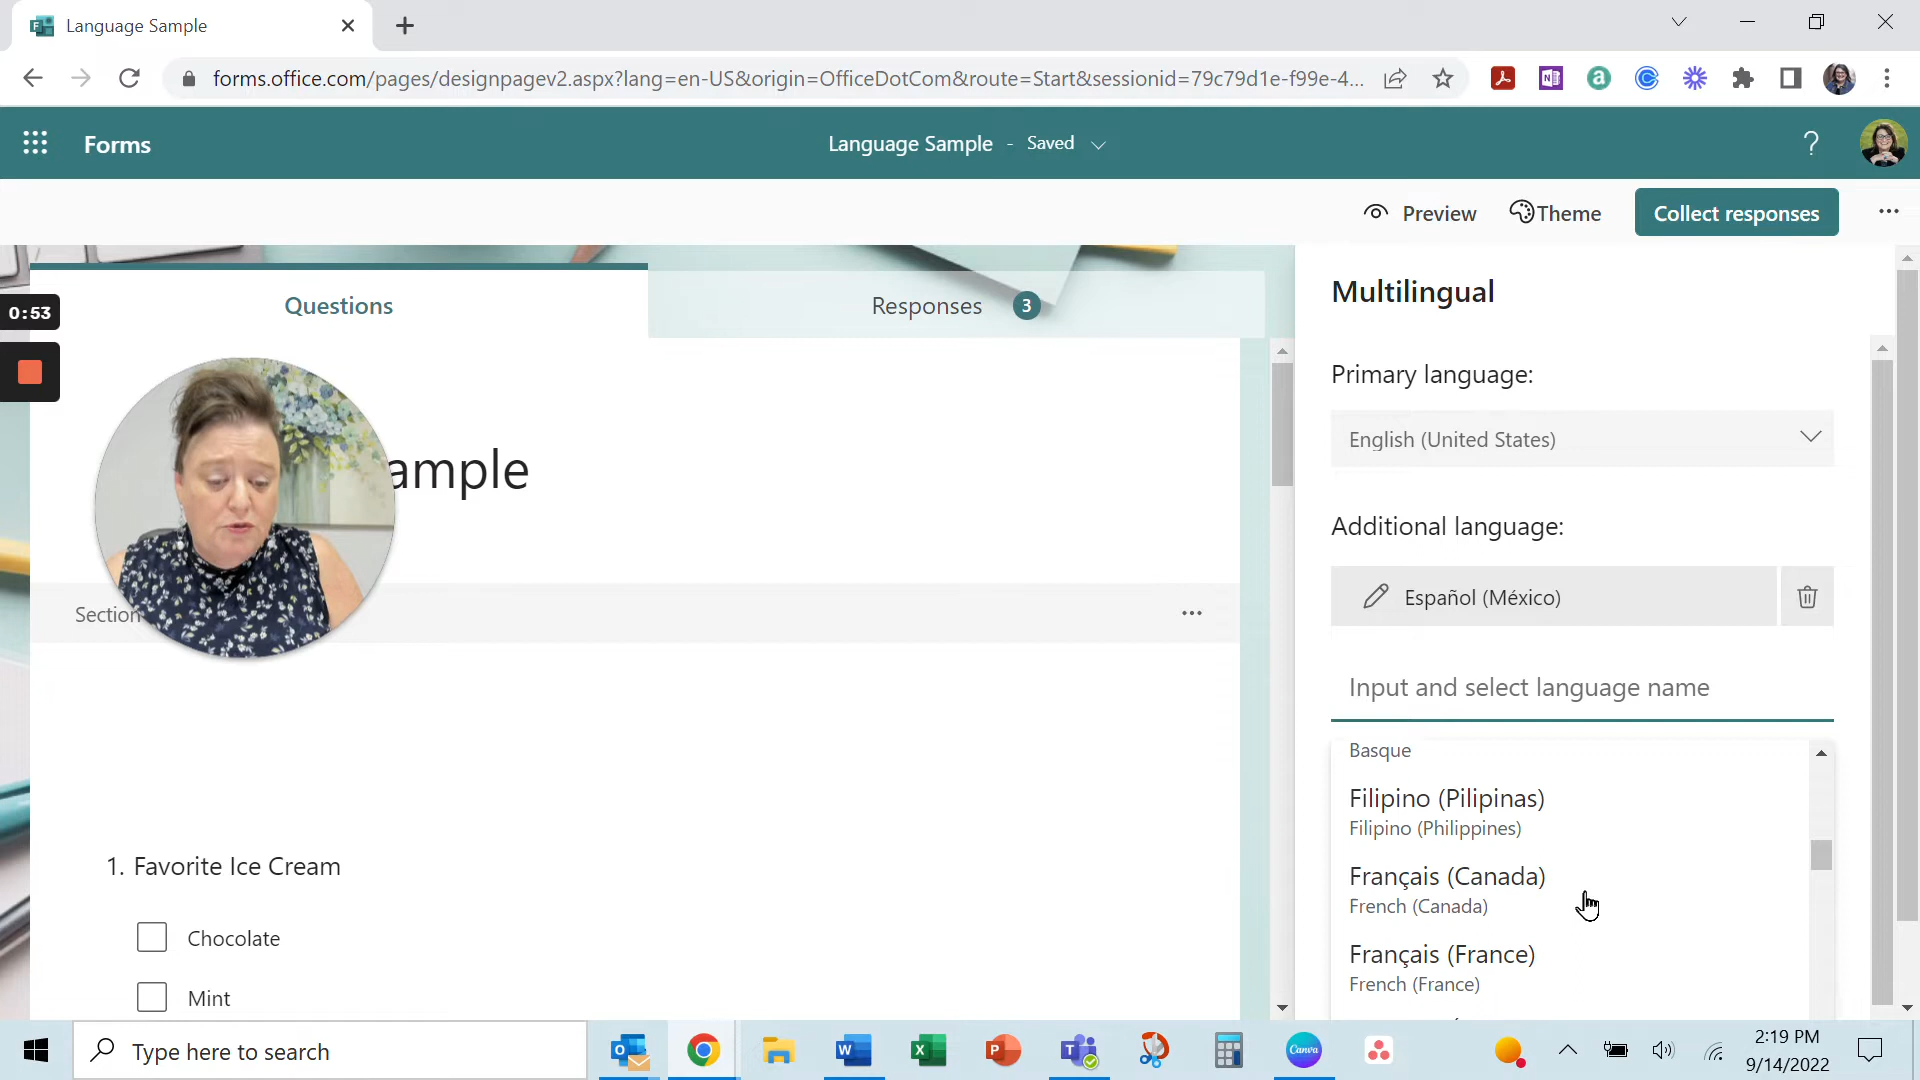 Language Sample
forms.office.com/pages/designpagev2.aspx?lang=en-US&origin=OfficeDotCom&route=Start&sessionid=79c79d1e-f99e-4...
Forms
Language Sample - Saved
?
Preview
Theme
Collect responses
Questions
Responses 3
0:53
ample
Section
1. Favorite Ice Cream
Chocolate
Mint
Multilingual
Primary language:
English (United States)
Additional language:
Español (México)
Input and select language name
Basque
Filipino (Pilipinas)
Filipino (Philippines)
Français (Canada)
French (Canada)
Français (France)
French (France)
Type here to search
Canva
2:19 PM
9/14/2022